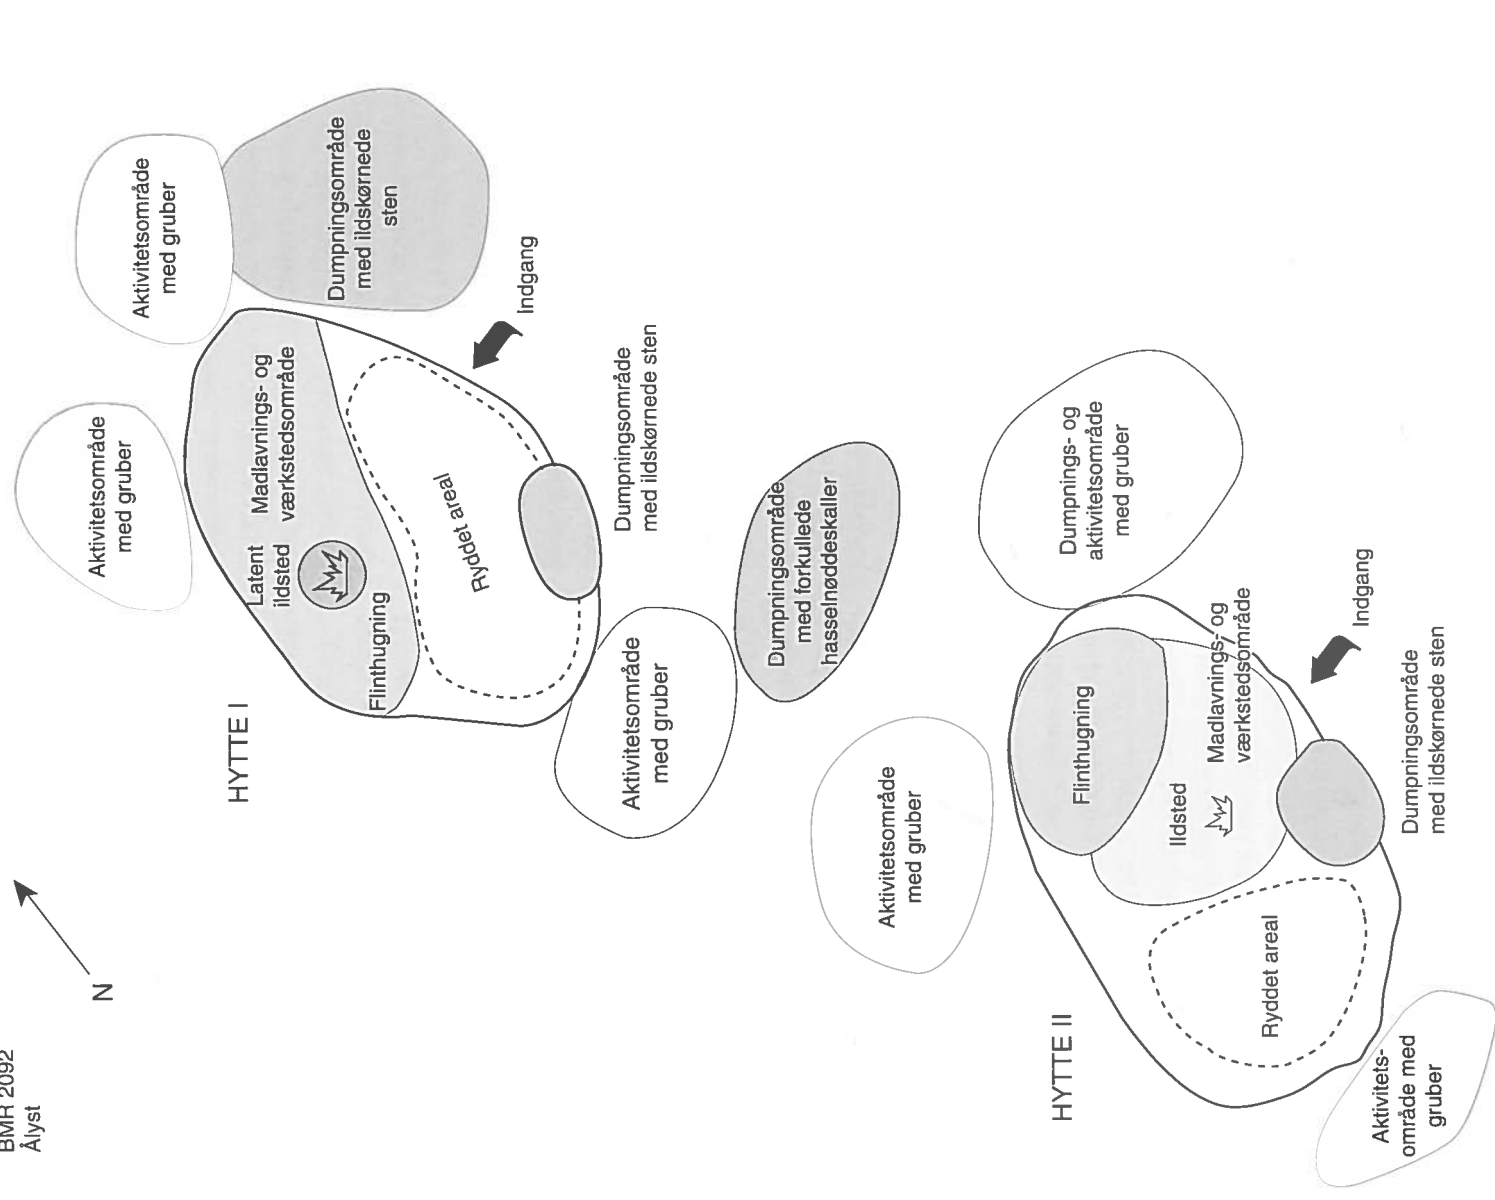 BMR 2092
Ålyst
N
Aktivitetsområde
med gruber
Aktivitetsområde
med gruber
HYTTE I
Latent
ildsted
Madlavnings- og
værkstedsområde
Dumpningsområde
med ildskørnede
sten
Flinthugning
Ryddet areal
Indgang
Dumpningsområde
med ildskørnede sten
Aktivitetsområde
med gruber
Dumpningsområde
med forkullede
hasselnøddeskaller
Aktivitetsområde
med gruber
HYTTE II
Dumpnings- og
aktivitetsområde
med gruber
Flinthugning
Ildsted
Madlavnings- og
værkstedsområde
Ryddet areal
Indgang
Aktivitets-
område med
gruber
Dumpningsområde
med ildskørnede sten